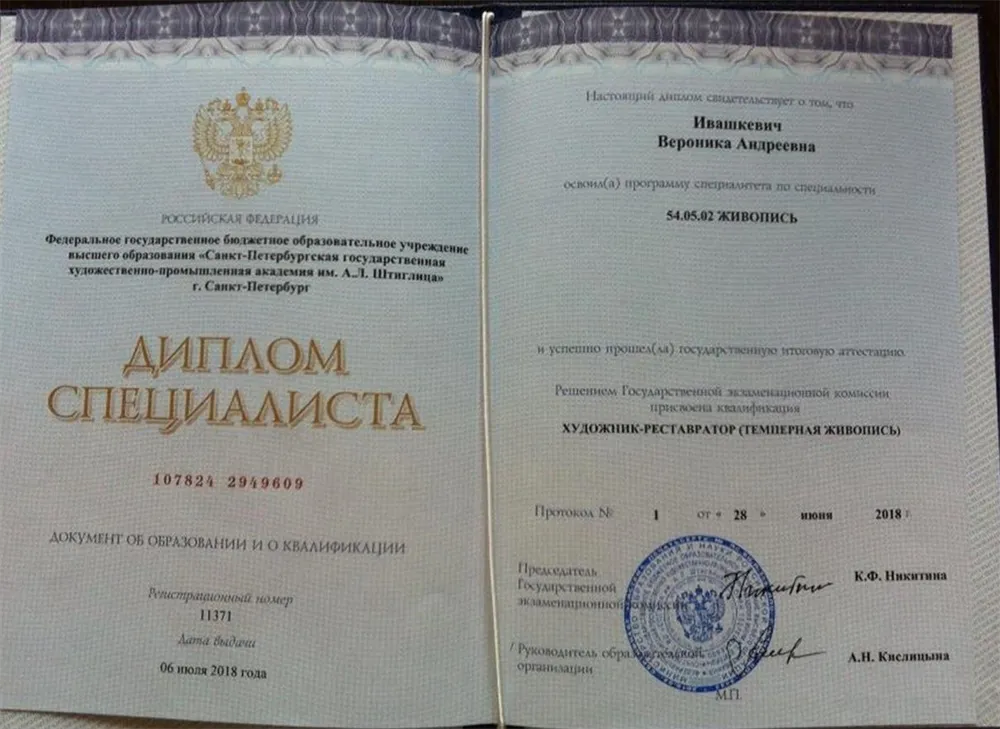 РОССИЙСКАЯ ФЕДЕРАЦИЯ
Федеральное государственное бюджетное образовательное учреждение
высшего образования «Санкт-Петербургская государственная
художественно-промышленная академия им. А.Л. Штиглица»
г. Санкт-Петербург
ДИПЛОМ
СПЕЦИАЛИСТА
107824 2949609
ДОКУМЕНТ ОБ ОБРАЗОВАНИИ И О КВАЛИФИКАЦИИ
Регистрационный номер
11371
Дата выдачи
06 июля 2018 года
Настоящий диплом свидетельствует о том, что
Ивашкевич
Вероника Андреевна
освоил(а) программу специалитета по специальности
54.05.02 ЖИВОПИСЬ
и успешно прошел(ла) государственную итоговую аттестацию
Решением Государственной экзаменационной комиссии
присвоена квалификация
ХУДОЖНИК-РЕСТАВРАТОР (ТЕМПЕРНАЯ ЖИВОПИСЬ)
Протокол № 1 от « 28 » июня 2018 г.
Председатель
Государственной
экзаменационной комиссии
К.Ф. Никитина
Руководитель образовательной
организации
А.Н. Кислицына
М.П.